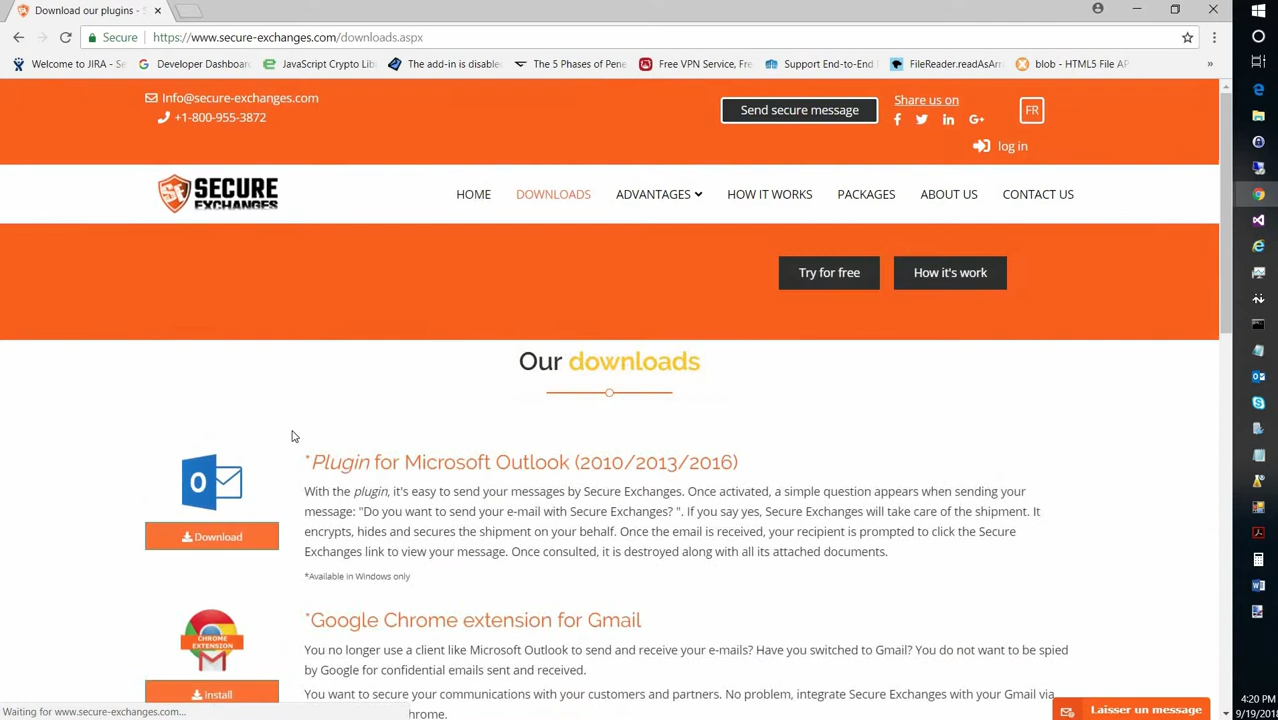 Download our plugins - S
Secure
https://www.secure-exchanges.com/downloads.aspx
Welcome to JIRA - Se
Developer Dashboard
JavaScript Crypto Lib
The add-in is disable
The 5 Phases of Pene
Free VPN Service, Fre
Support End-to-End
FileReader.readAsArr
blob - HTML5 File AP
»
Info@secure-exchanges.com
+1-800-955-3872
Send secure message
Share us on
FR
log in
SECURE
EXCHANGES
HOME
DOWNLOADS
ADVANTAGES
HOW IT WORKS
PACKAGES
ABOUT US
CONTACT US
Try for free
How it's work
Our downloads
*Plugin for Microsoft Outlook (2010/2013/2016)
With the plugin, it's easy to send your messages by Secure Exchanges. Once activated, a simple question appears when sending your
message: "Do you want to send your e-mail with Secure Exchanges? ". If you say yes, Secure Exchanges will take care of the shipment. It
encrypts, hides and secures the shipment on your behalf. Once the email is received, your recipient is prompted to click the Secure
Exchanges link to view your message. Once consulted, it is destroyed along with all its attached documents.
*Available in Windows only
Download
*Google Chrome extension for Gmail
CHROME
EXTENSION
Install
You no longer use a client like Microsoft Outlook to send and receive your e-mails? Have you switched to Gmail? You do not want to be spied
by Google for confidential emails sent and received.
You want to secure your communications with your customers and partners. No problem, integrate Secure Exchanges with your Gmail via
hrome.
Waiting for www.secure-exchanges.com...
Laisser un message
4:20 PM
9/19/2018